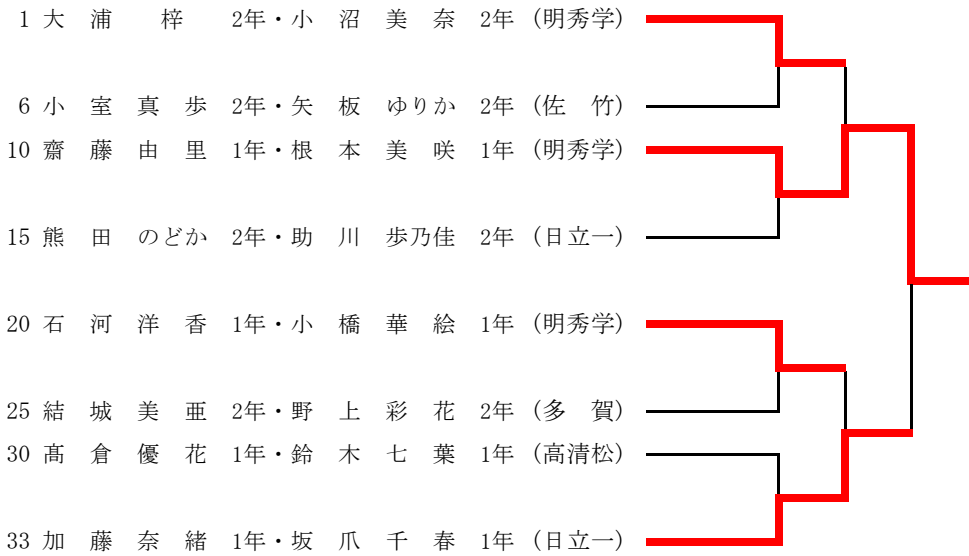 1 大 浦 梓 2年・小 沼 美 奈 2年 (明秀学)
6 小 室 真 歩 2年・矢 板 ゆりか 2年 (佐 竹)
10 齋 藤 由 里 1年・根 本 美 咲 1年 (明秀学)
15 熊 田 のどか 2年・助 川 歩乃佳 2年 (日立一)
20 石 河 洋 香 1年・小 橋 華 絵 1年 (明秀学)
25 結 城 美 亜 2年・野 上 彩 花 2年 (多 賀)
30 髙 倉 優 花 1年・鈴 木 七 葉 1年 (高清松)
33 加 藤 奈 緒 1年・坂 爪 千 春 1年 (日立一)